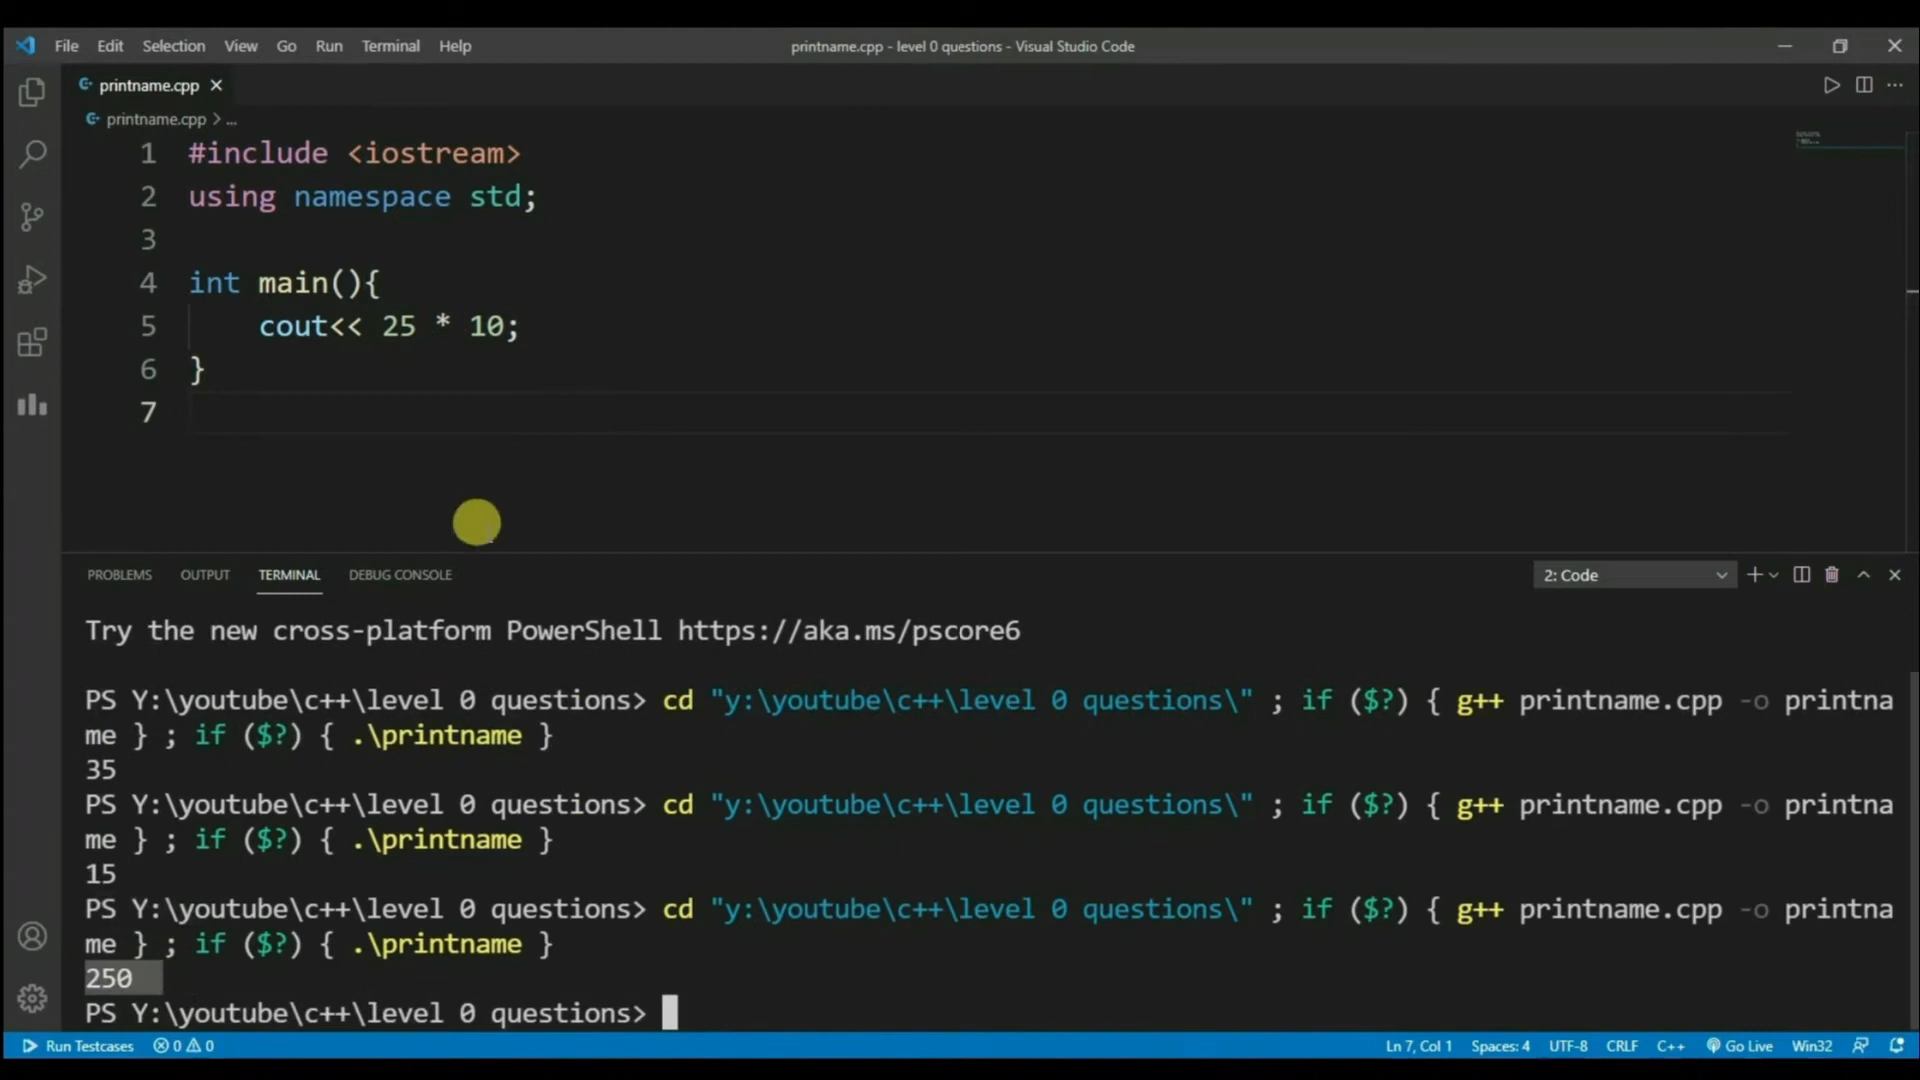 File Edit Selection View Go Run Terminal Help
printname.cpp - level 0 questions - Visual Studio Code
printname.cpp
printname.cpp > ...
1 #include <iostream>
2 using namespace std;
3
4 int main(){
5     cout<< 25 * 10;
6 }
7
PROBLEMS OUTPUT TERMINAL DEBUG CONSOLE 2: Code
Try the new cross-platform PowerShell https://aka.ms/pscore6
PS Y:\youtube\c++\level 0 questions> cd "y:\youtube\c++\level 0 questions\" ; if ($?) { g++ printname.cpp -o printna
me } ; if ($?) { .\printname }
35
PS Y:\youtube\c++\level 0 questions> cd "y:\youtube\c++\level 0 questions\" ; if ($?) { g++ printname.cpp -o printna
me } ; if ($?) { .\printname }
15
PS Y:\youtube\c++\level 0 questions> cd "y:\youtube\c++\level 0 questions\" ; if ($?) { g++ printname.cpp -o printna
me } ; if ($?) { .\printname }
250
PS Y:\youtube\c++\level 0 questions>
Run Testcases 0 0 Ln 7, Col 1 Spaces: 4 UTF-8 CRLF C++ Go Live Win32